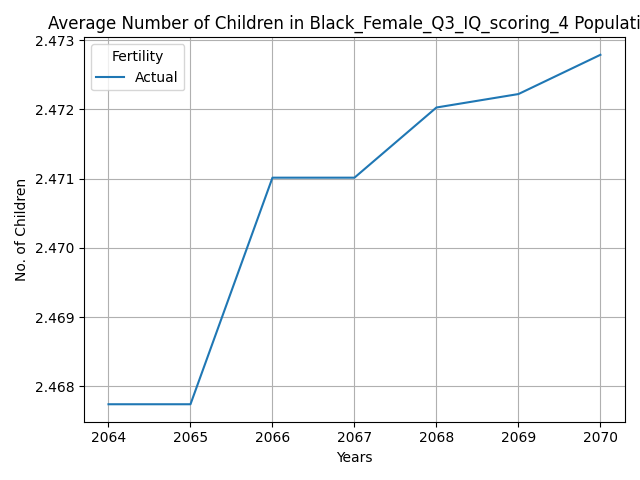 Average Number of Children in Black_Female_Q3_IQ_scoring_4 Populati
2.473
Fertility
Actual
2.472
2.471
2.470
2.469
2.468
No. of Children
2064 2065 2066 2067 2068 2069 2070
Years